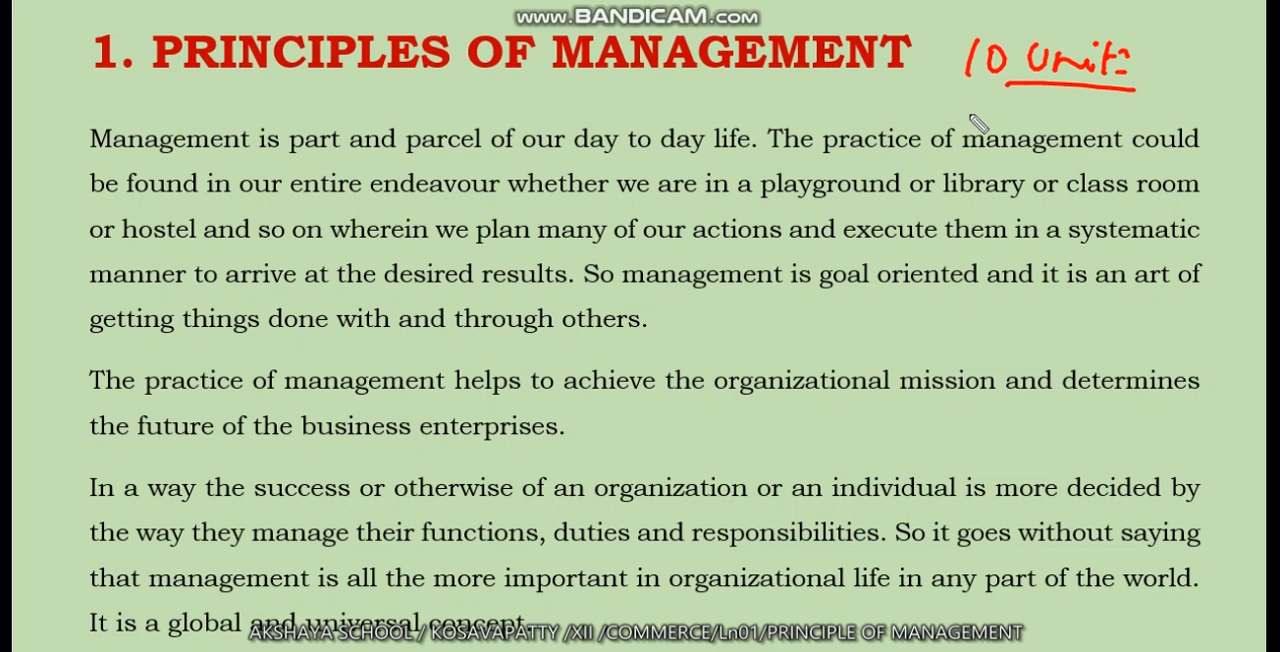 www.BANDICAM.com
1. PRINCIPLES OF MANAGEMENT 10 Units
Management is part and parcel of our day to day life. The practice of management could
be found in our entire endeavour whether we are in a playground or library or class room
or hostel and so on wherein we plan many of our actions and execute them in a systematic
manner to arrive at the desired results. So management is goal oriented and it is an art of
getting things done with and through others.
The practice of management helps to achieve the organizational mission and determines
the future of the business enterprises.
In a way the success or otherwise of an organization or an individual is more decided by
the way they manage their functions, duties and responsibilities. So it goes without saying
that management is all the more important in organizational life in any part of the world.
It is a global and universal concept.
AKSHAYA SCHOOL / KOSAVAPATTY /XII /COMMERCE/Ln01/PRINCIPLE OF MANAGEMENT